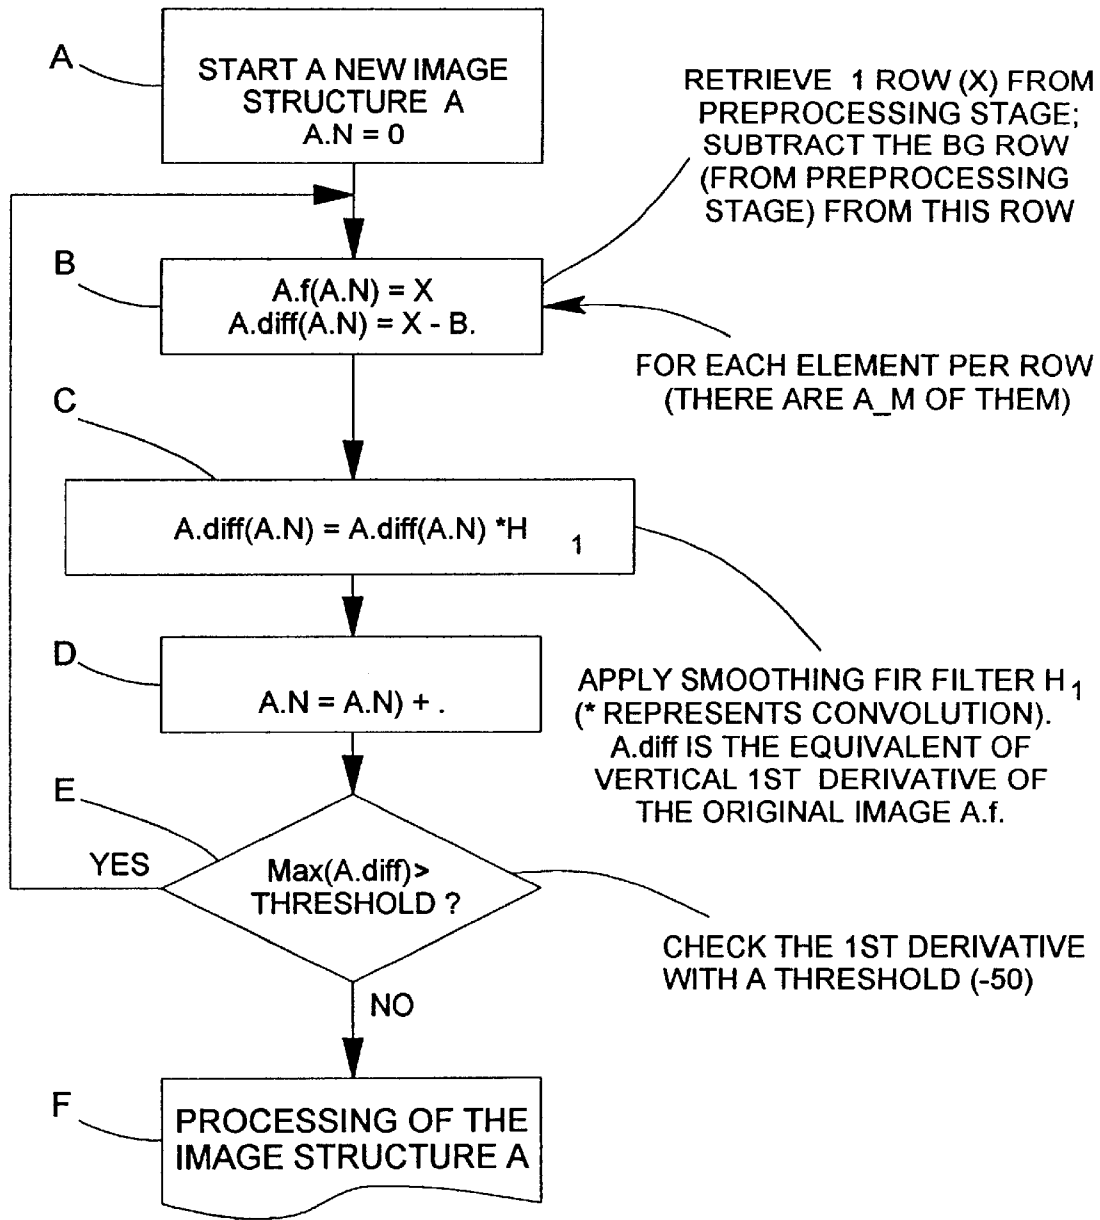 A
START A NEW IMAGE
STRUCTURE A
A.N = 0
RETRIEVE 1 ROW (X) FROM
PREPROCESSING STAGE;
SUBTRACT THE BG ROW
(FROM PREPROCESSING
STAGE) FROM THIS ROW
B
A.f(A.N) = X
A.diff(A.N) = X - B.
FOR EACH ELEMENT PER ROW
(THERE ARE A_M OF THEM)
C
A.diff(A.N) = A.diff(A.N) *H 1
D
A.N = A.N) + .
APPLY SMOOTHING FIR FILTER H1
(* REPRESENTS CONVOLUTION).
A.diff IS THE EQUIVALENT OF
VERTICAL 1ST DERIVATIVE OF
THE ORIGINAL IMAGE A.f.
E
YES
Max(A.diff)>
THRESHOLD ?
CHECK THE 1ST DERIVATIVE
WITH A THRESHOLD (-50)
NO
F
PROCESSING OF THE
IMAGE STRUCTURE A